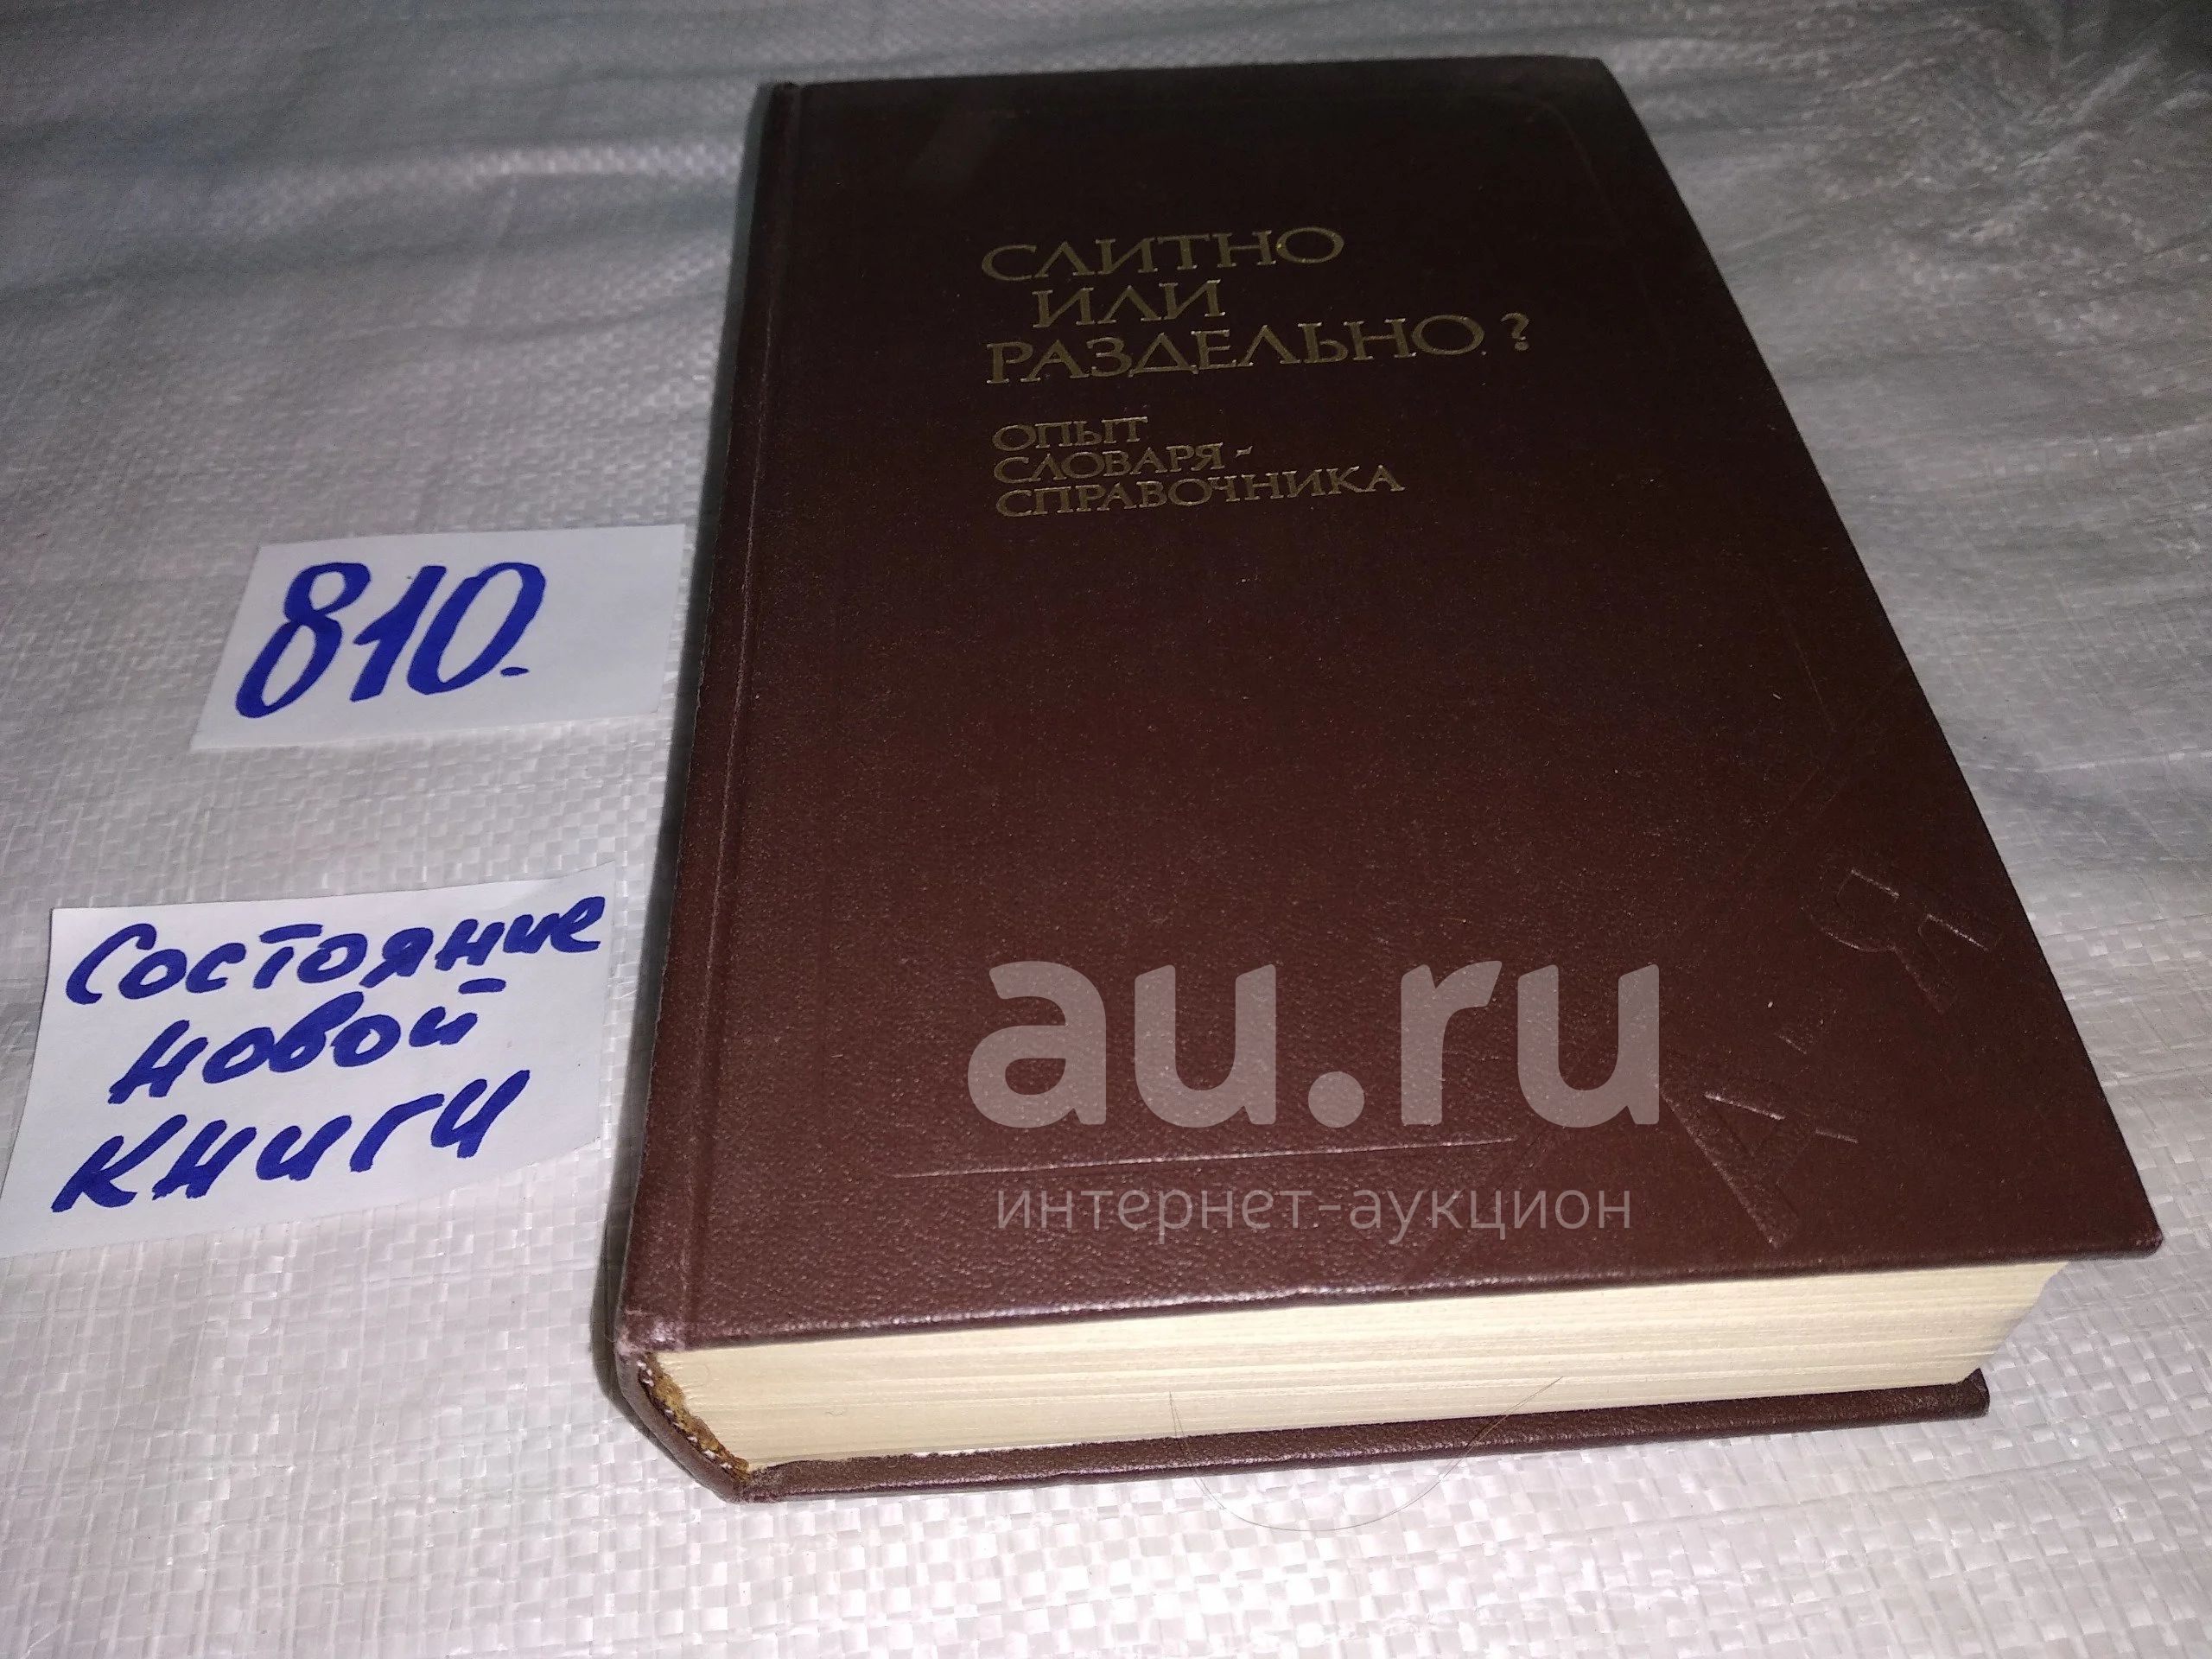 СЛИТНО
ИЛИ
РАЗДЕЛЬНО?
ОПЫТ
СЛОВАРЯ-
СПРАВОЧНИКА
810.
Состояние
новой
книги
А-Я
au.ru
интернет-аукцион